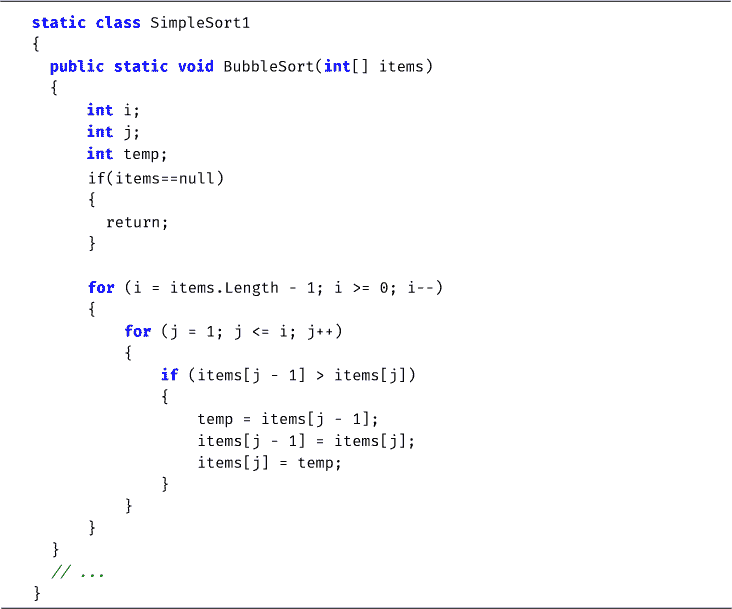 static class SimpleSort1
{
  public static void BubbleSort(int[] items)
  {
      int i;
      int j;
      int temp;
      if(items==null)
      {
        return;
      }

      for (i = items.Length - 1; i >= 0; i--)
      {
          for (j = 1; j <= i; j++)
          {
              if (items[j - 1] > items[j])
              {
                  temp = items[j - 1];
                  items[j - 1] = items[j];
                  items[j] = temp;
              }
          }
      }
  }
  // ...
}